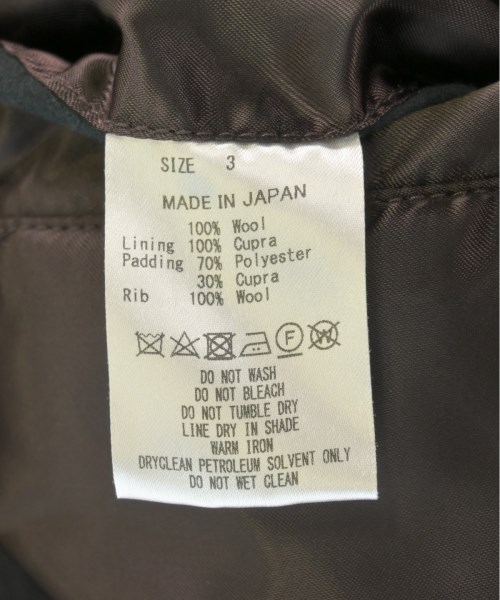 SIZE 3
MADE IN JAPAN
100% Wool
Lining 100% Cupra
Padding 70% Polyester
30% Cupra
Rib 100% Wool
F W
DO NOT WASH
DO NOT BLEACH
DO NOT TUMBLE DRY
LINE DRY IN SHADE
WARM IRON
DRYCLEAN PETROLEUM SOLVENT ONLY
DO NOT WET CLEAN